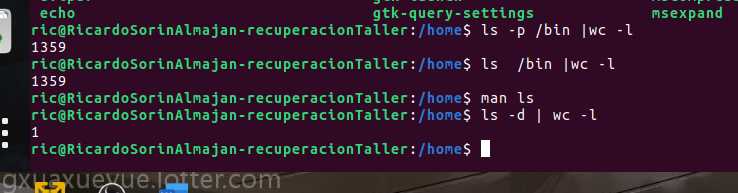 echo gtk-query-settings msexpand
ric@RicardoSorinAlmajan-recuperacionTaller:/home$ ls -p /bin |wc -l
1359
ric@RicardoSorinAlmajan-recuperacionTaller:/home$ ls  /bin |wc -l
1359
ric@RicardoSorinAlmajan-recuperacionTaller:/home$ man ls
ric@RicardoSorinAlmajan-recuperacionTaller:/home$ ls -d | wc -l
1
ric@RicardoSorinAlmajan-recuperacionTaller:/home$
gxuaxuevue.lotter.com